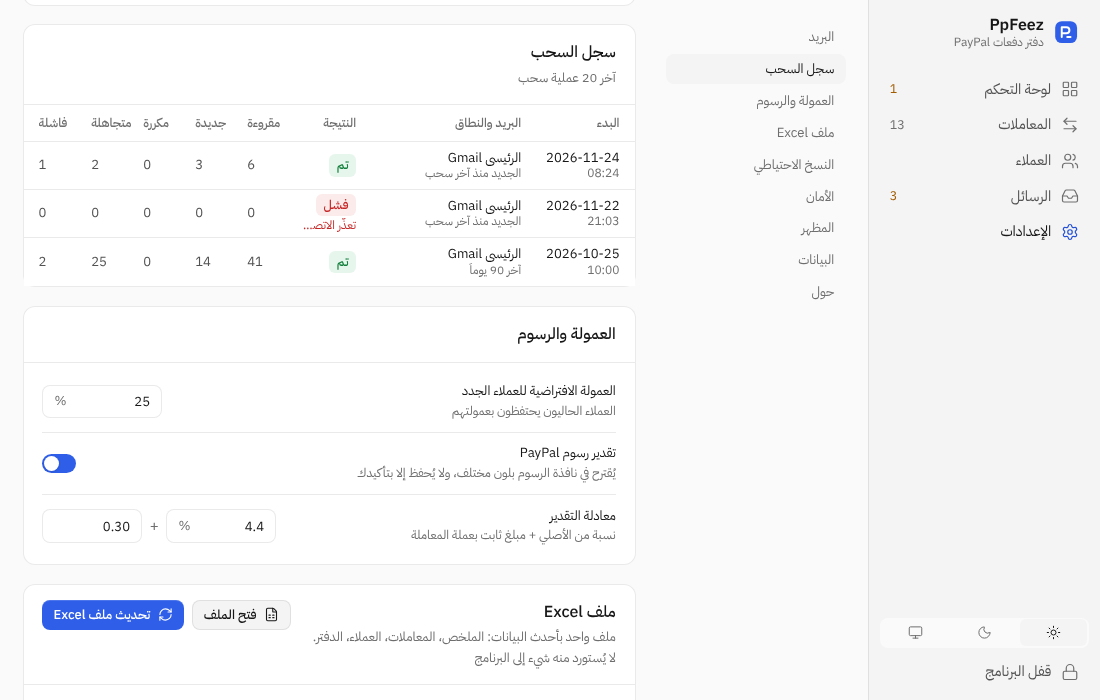 PpFeez
دفتر دفعات PayPal
لوحة التحكم 1
المعاملات 13
العملاء
الرسائل 3
الإعدادات
قفل البرنامج
البريد
سجل السحب
العمولة والرسوم
ملف Excel
النسخ الاحتياطي
الأمان
المظهر
البيانات
حول
سجل السحب
آخر 20 عملية سحب
البدء البريد والنطاق النتيجة مقروءة جديدة مكررة متجاهلة فاشلة
2026-11-24 الرئيسي Gmail تم 6 3 0 2 1
08:24 الجديد منذ آخر سحب
2026-11-22 الرئيسي Gmail فشل 0 0 0 0 0
21:03 الجديد منذ آخر سحب تعذّر الاتصـ...
2026-10-25 الرئيسي Gmail تم 41 14 0 25 2
10:00 آخر 90 يوماً
العمولة والرسوم
العمولة الافتراضية للعملاء الجدد
العملاء الحاليون يحتفظون بعمولتهم
25 %
تقدير رسوم PayPal
يُقترح في نافذة الرسوم بلون مختلف، ولا يُحفظ إلا بتأكيدك
معادلة التقدير
نسبة من الأصلي + مبلغ ثابت بعملة المعاملة
4.4 % + 0.30
ملف Excel
ملف واحد بأحدث البيانات: الملخص، المعاملات، العملاء، الدفتر.
لا يُستورد منه شيء إلى البرنامج
فتح الملف
تحديث ملف Excel